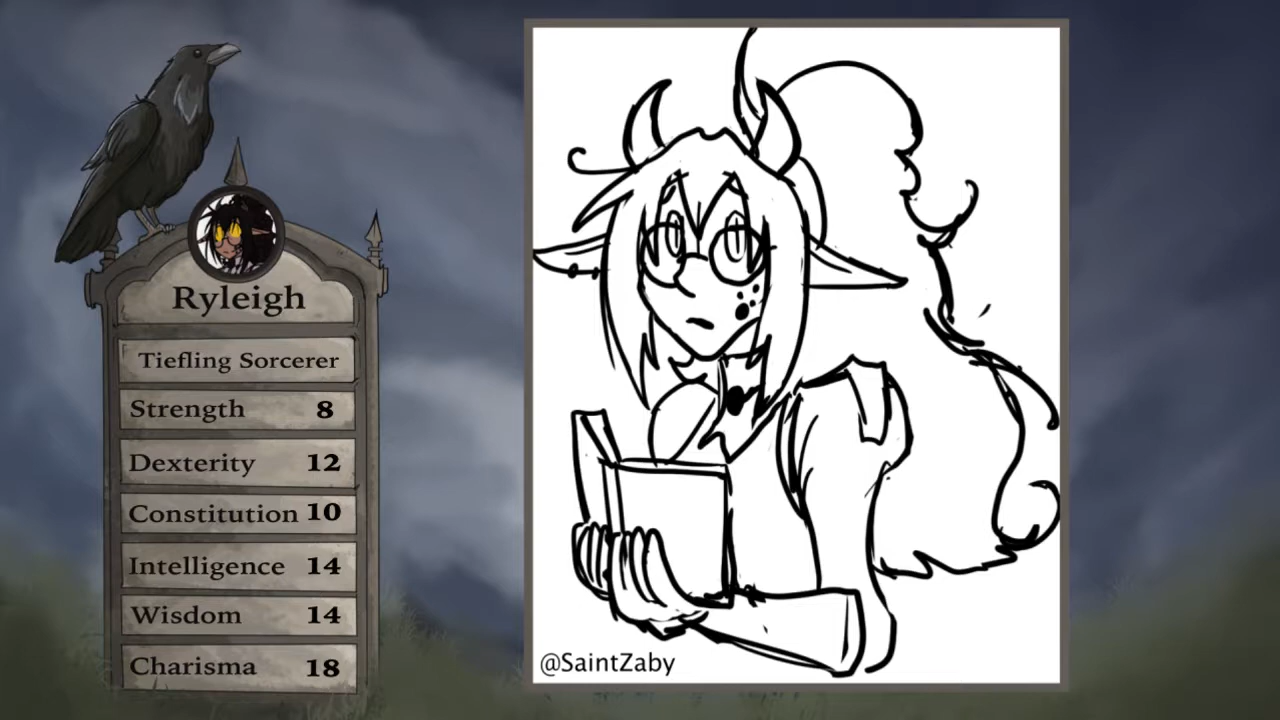 Ryleigh
Tiefling Sorcerer
Strength 8
Dexterity 12
Constitution 10
Intelligence 14
Wisdom 14
Charisma 18
@SaintZaby